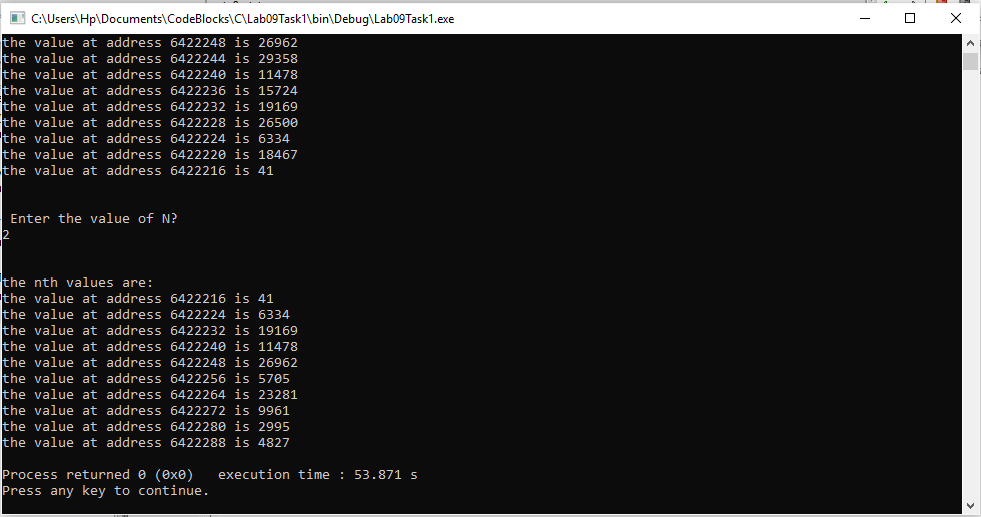 C:\Users\Hp\Documents\CodeBlocks\C\Lab09Task1\bin\Debug\Lab09Task1.exe
the value at address 6422248 is 26962
the value at address 6422244 is 29358
the value at address 6422240 is 11478
the value at address 6422236 is 15724
the value at address 6422232 is 19169
the value at address 6422228 is 26500
the value at address 6422224 is 6334
the value at address 6422220 is 18467
the value at address 6422216 is 41
Enter the value of N?
2
the nth values are:
the value at address 6422216 is 41
the value at address 6422224 is 6334
the value at address 6422232 is 19169
the value at address 6422240 is 11478
the value at address 6422248 is 26962
the value at address 6422256 is 5705
the value at address 6422264 is 23281
the value at address 6422272 is 9961
the value at address 6422280 is 2995
the value at address 6422288 is 4827
Process returned 0 (0x0)   execution time : 53.871 s
Press any key to continue.